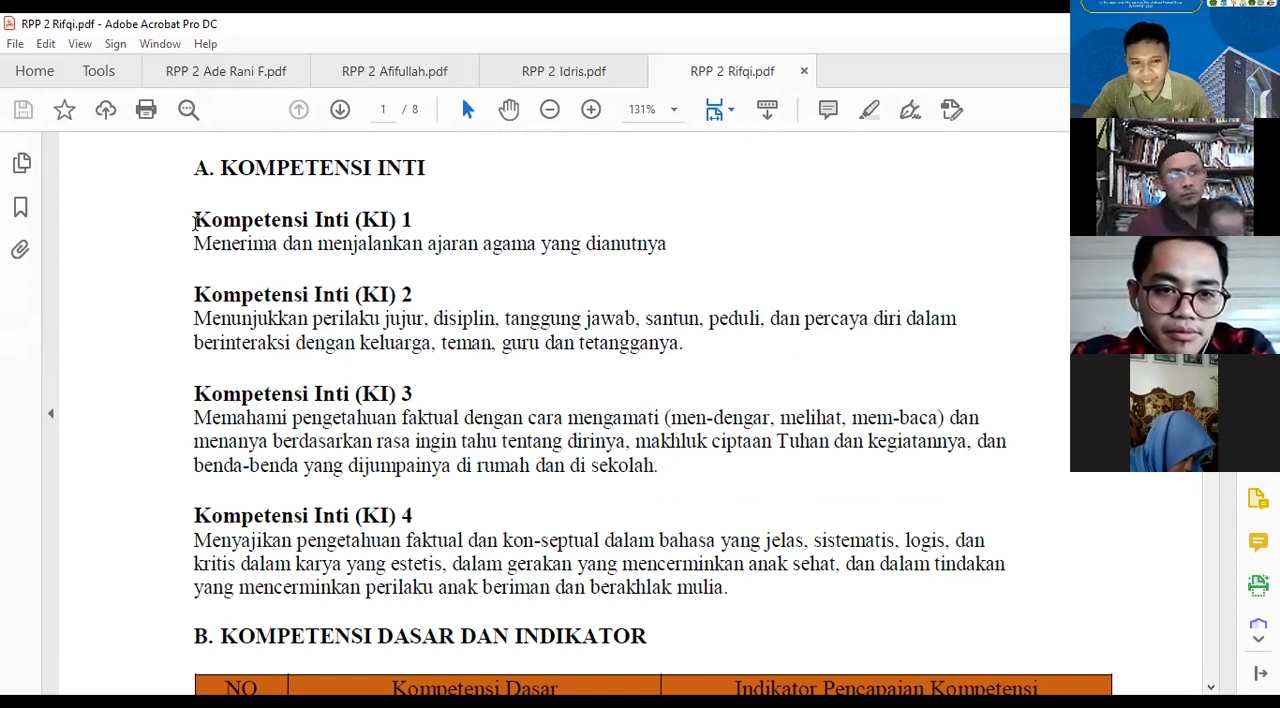 RPP 2 Rifqi.pdf - Adobe Acrobat Pro DC
File Edit View Sign Window Help
Home Tools RPP 2 Ade Rani F.pdf RPP 2 Afifullah.pdf RPP 2 Idris.pdf RPP 2 Rifqi.pdf ×
1 / 8 131%
A. KOMPETENSI INTI
Kompetensi Inti (KI) 1
Menerima dan menjalankan ajaran agama yang dianutnya
Kompetensi Inti (KI) 2
Menunjukkan perilaku jujur, disiplin, tanggung jawab, santun, peduli, dan percaya diri dalam
berinteraksi dengan keluarga, teman, guru dan tetangganya.
Kompetensi Inti (KI) 3
Memahami pengetahuan faktual dengan cara mengamati (men-dengar, melihat, mem-baca) dan
menanya berdasarkan rasa ingin tahu tentang dirinya, makhluk ciptaan Tuhan dan kegiatannya, dan
benda-benda yang dijumpainya di rumah dan di sekolah.
Kompetensi Inti (KI) 4
Menyajikan pengetahuan faktual dan kon-septual dalam bahasa yang jelas, sistematis, logis, dan
kritis dalam karya yang estetis, dalam gerakan yang mencerminkan anak sehat, dan dalam tindakan
yang mencerminkan perilaku anak beriman dan berakhlak mulia.
B. KOMPETENSI DASAR DAN INDIKATOR
NO Kompetensi Dasar Indikator Pencapaian Kompetensi